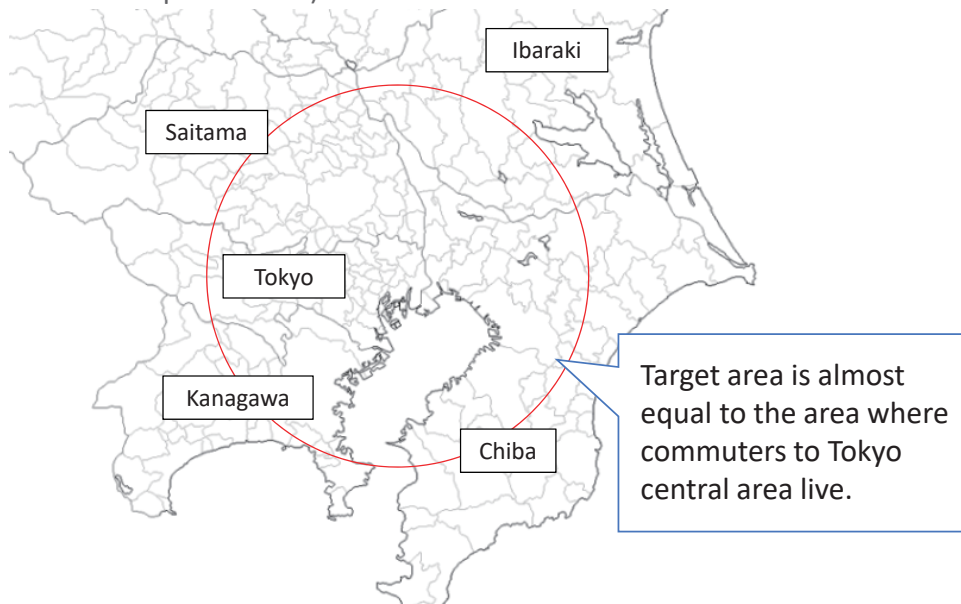 Ibaraki
Saitama
Tokyo
Kanagawa
Chiba
Target area is almost
equal to the area where
commuters to Tokyo
central area live.